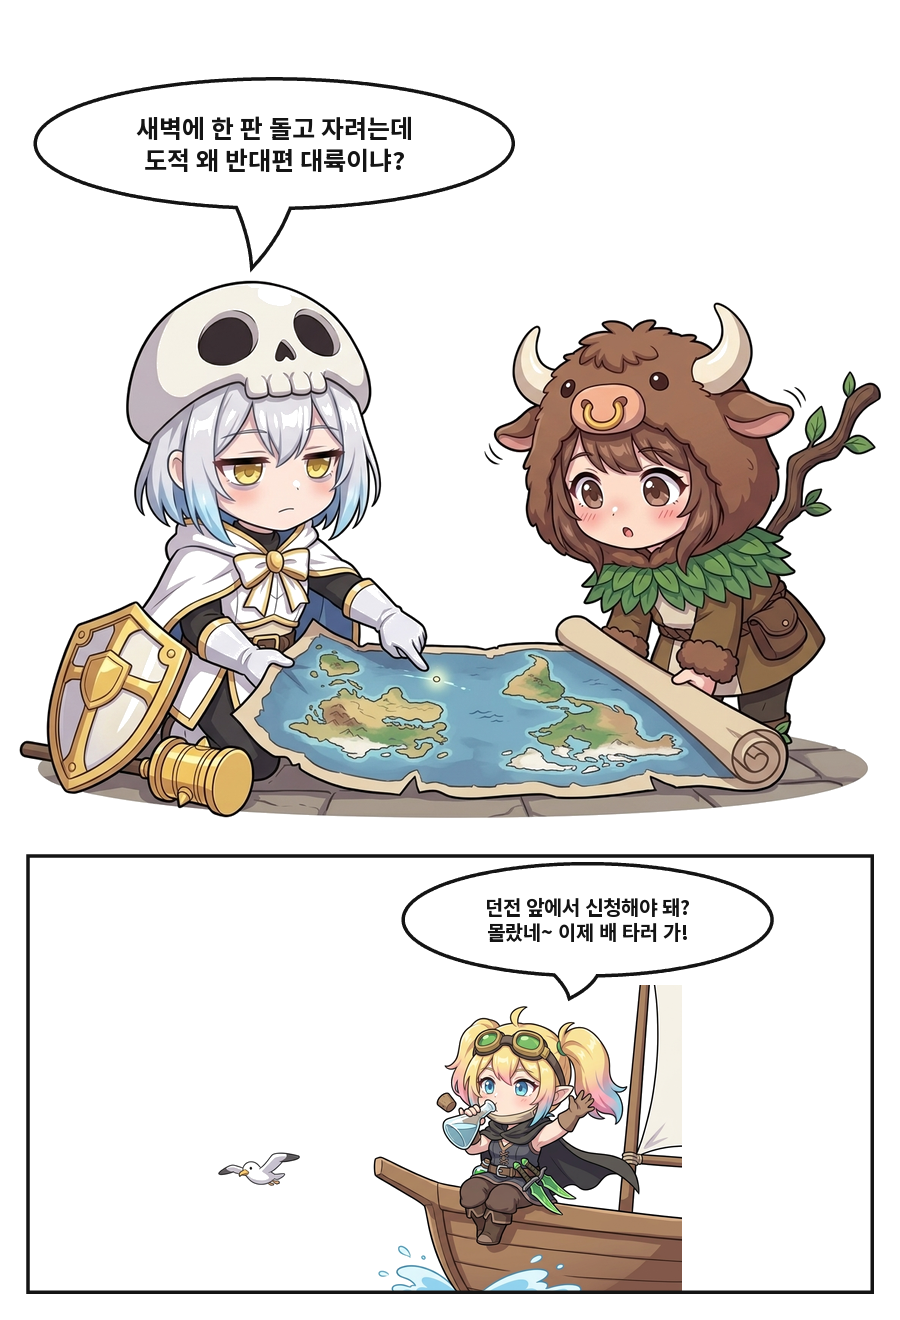 새벽에 한 판 돌고 자려는데
도적 왜 반대편 대륙이냐?
던전 앞에서 신청해야 돼?
몰랐네~ 이제 배 타러 가!